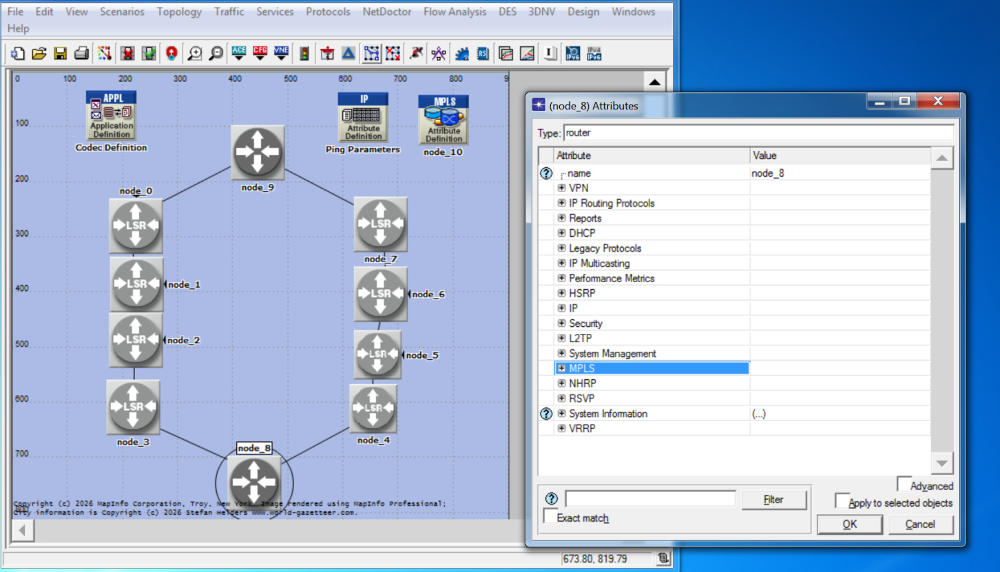 File Edit View Scenarios Topology Traffic Services Protocols NetDoctor Flow Analysis DES 3DNV Design Windows
Help
ACE CFG VNE RS I IPv6 IPv4 IPv6
0 100 200 300 400 500 600 700 800 9
APPL
Application
Definition
Codec Definition
IP
Attribute
Definition
Ping Parameters
MPLS
Attribute
Definition
node_10
100
200
300
400
500
600
700
800
node_9
node_0
LSR
LSR
node_7
LSR
node_1
LSR
node_6
LSR
node_2
LSR
node_5
LSR
node_3
LSR
node_4
node_8
Copyright (c) 2026 MapInfo Corporation, Troy, New York. Image rendered using MapInfo Professional;
City information is Copyright (c) 2026 Stefan Helders www.world-gazetteer.com.
673.80, 819.79
(node_8) Attributes
Type: router
Attribute Value
name node_8
VPN
IP Routing Protocols
Reports
DHCP
Legacy Protocols
IP Multicasting
Performance Metrics
HSRP
IP
Security
L2TP
System Management
MPLS
NHRP
RSVP
System Information (...)
VRRP
Advanced
Filter
Apply to selected objects
Exact match
OK Cancel